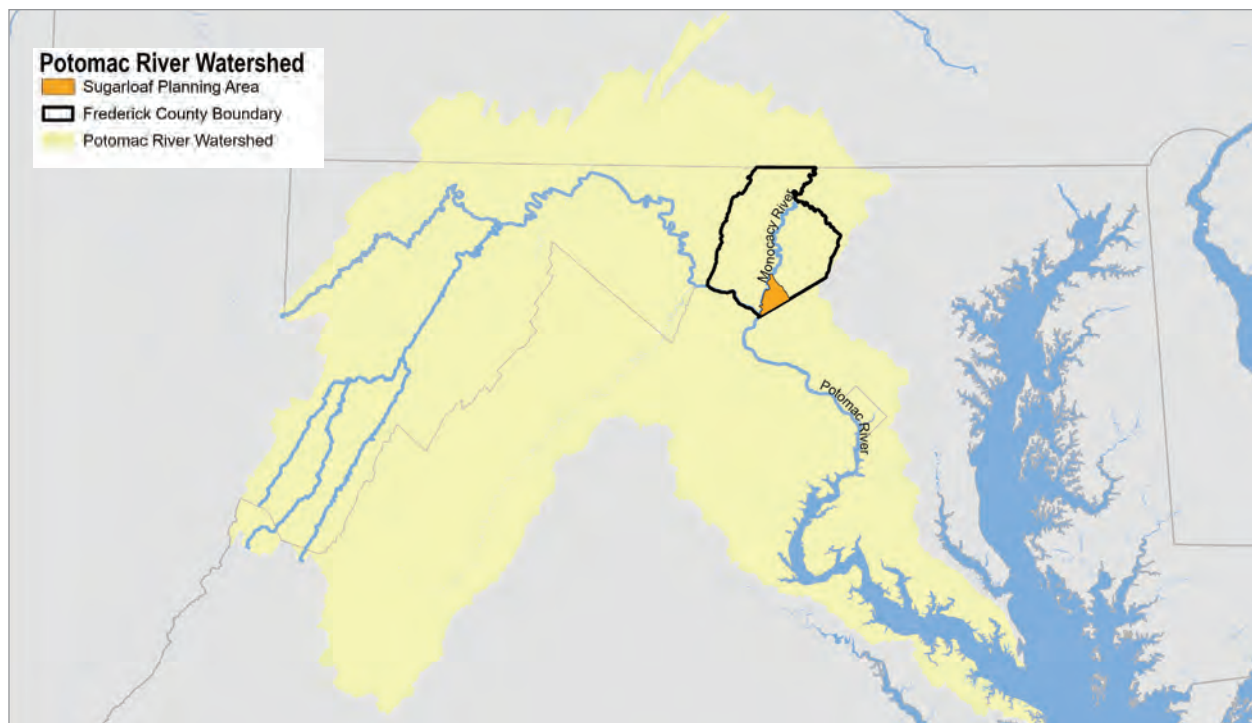 Potomac River Watershed
Sugarloaf Planning Area
Frederick County Boundary
Potomac River Watershed
Monocacy River
Potomac River